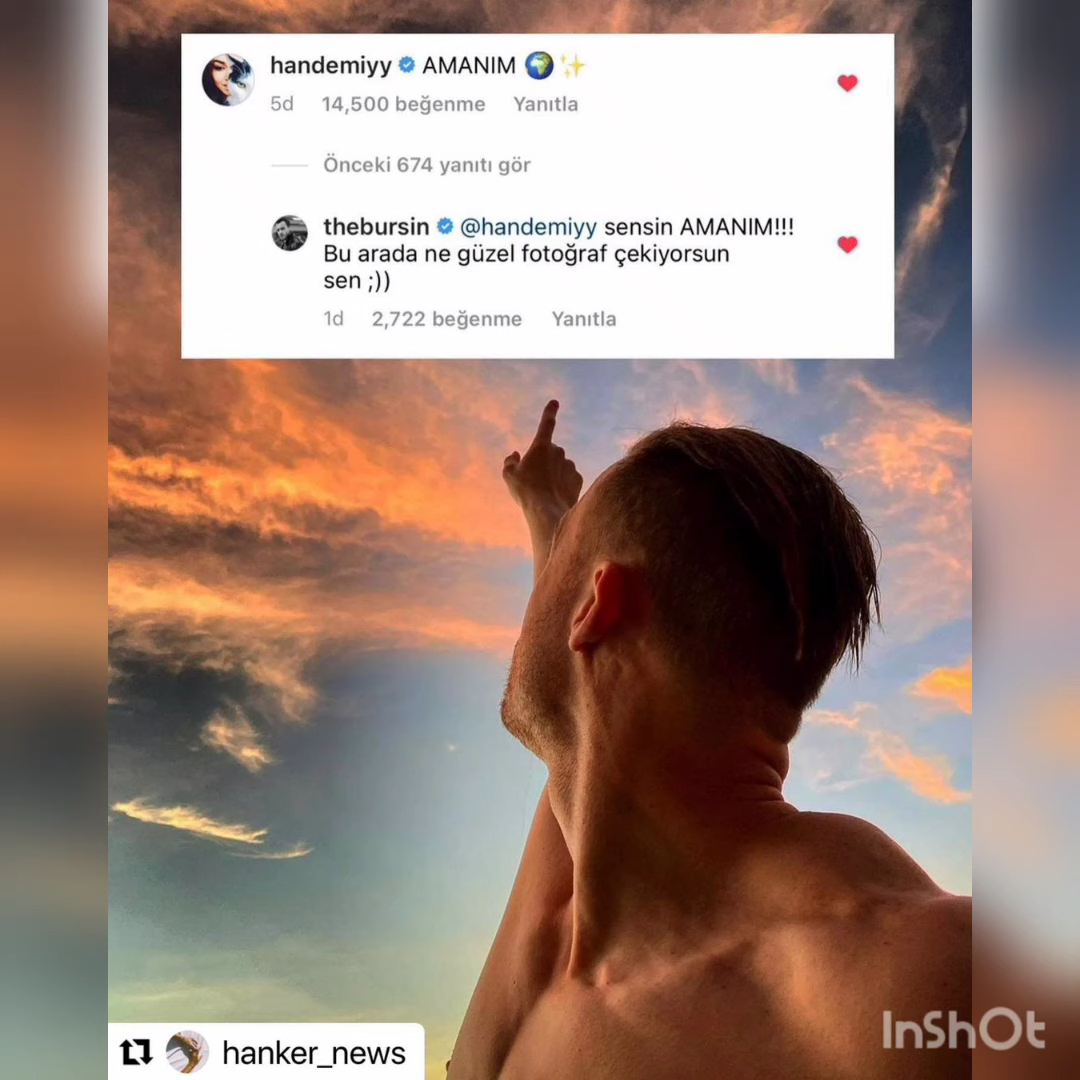 handemiyy AMANIM 🌍✨
5d 14,500 beğenme Yanıtla
Önceki 674 yanıtı gör
thebursin @handemiyy sensin AMANIM!!!
Bu arada ne güzel fotoğraf çekiyorsun
sen ;))
1d 2,722 beğenme Yanıtla
hanker_news
InShOt